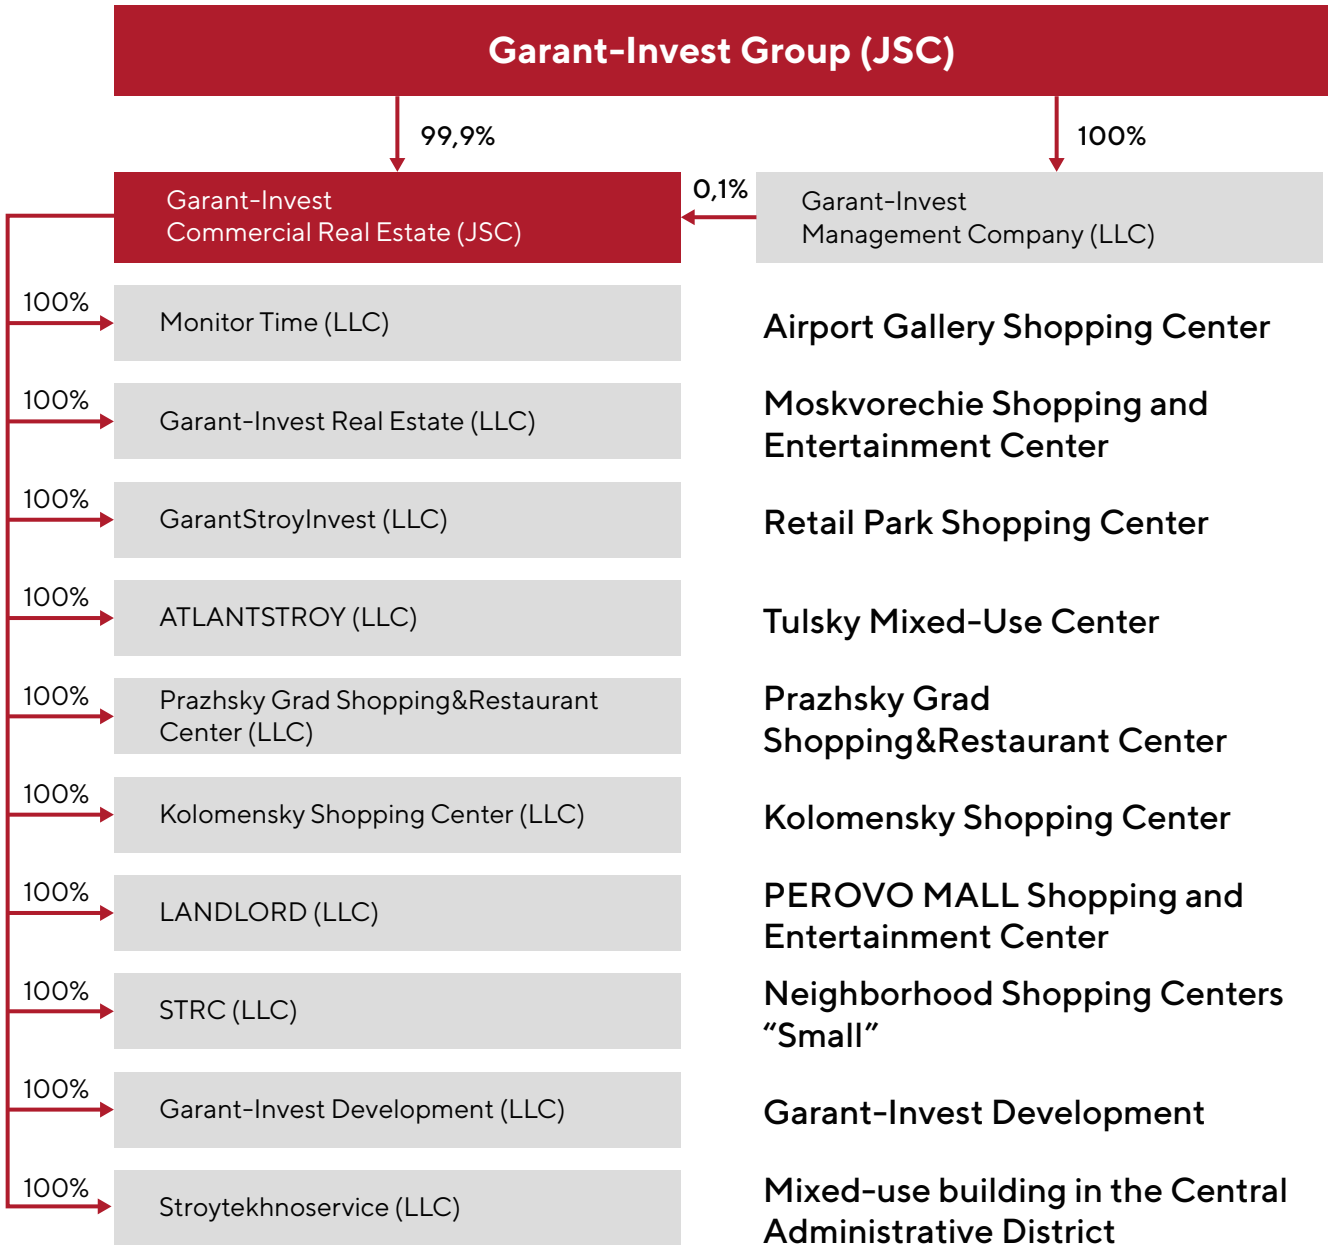 Garant-Invest Group (JSC)
99,9%
100%
Garant-Invest
Commercial Real Estate (JSC)
0,1%
Garant-Invest
Management Company (LLC)
100%
Monitor Time (LLC)
Airport Gallery Shopping Center
100%
Garant-Invest Real Estate (LLC)
Moskvorechie Shopping and
Entertainment Center
100%
GarantStroyInvest (LLC)
Retail Park Shopping Center
100%
ATLANTSTROY (LLC)
Tulsky Mixed-Use Center
100%
Prazhsky Grad Shopping&Restaurant
Center (LLC)
Prazhsky Grad
Shopping&Restaurant Center
100%
Kolomensky Shopping Center (LLC)
Kolomensky Shopping Center
100%
LANDLORD (LLC)
PEROVO MALL Shopping and
Entertainment Center
100%
STRC (LLC)
Neighborhood Shopping Centers
“Small”
100%
Garant-Invest Development (LLC)
Garant-Invest Development
100%
Stroytekhnoservice (LLC)
Mixed-use building in the Central
Administrative District